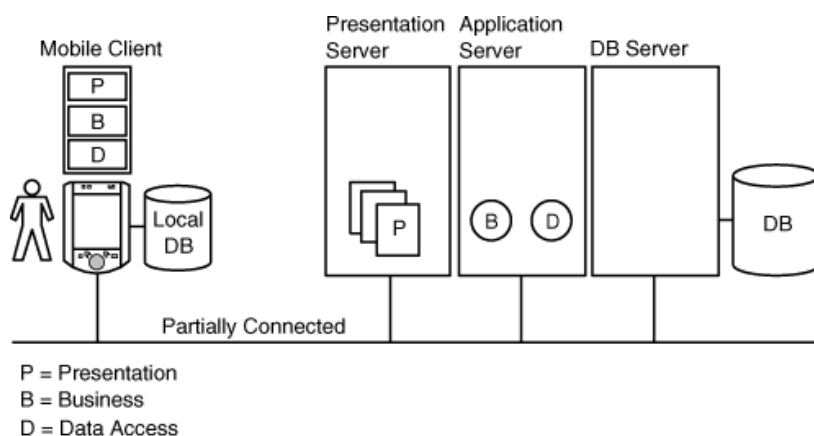 Mobile Client
P
B
D
Local
DB
Presentation
Server
P
Application
Server
B D
DB Server
DB
Partially Connected
P = Presentation
B = Business
D = Data Access